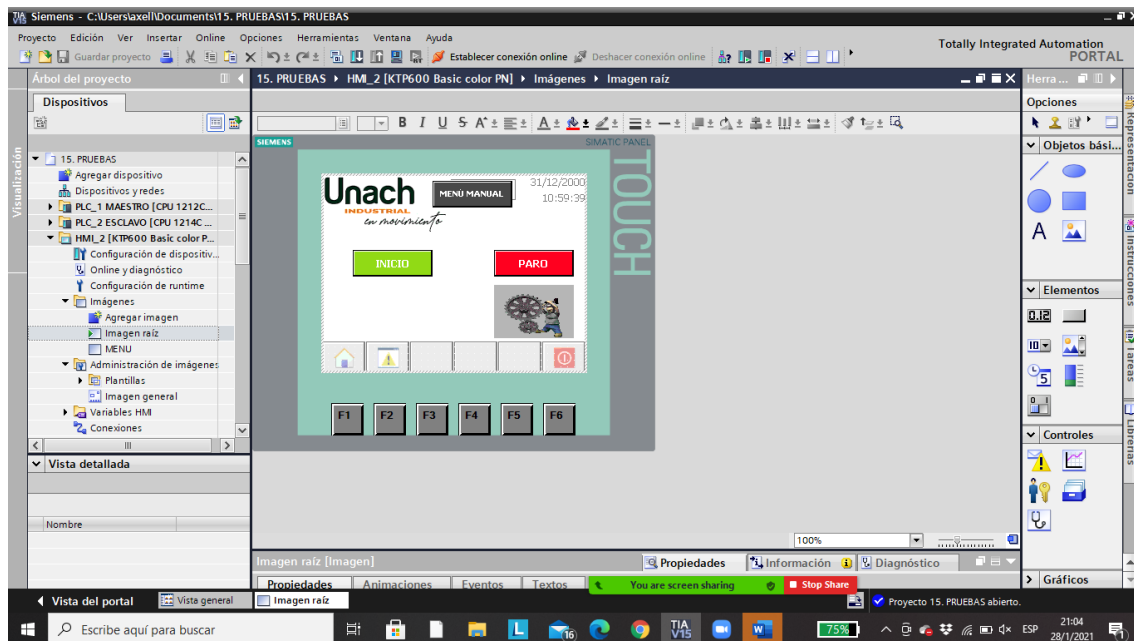 Siemens - C:\Users\axell\Documents\15. PRUEBAS\15. PRUEBAS
Proyecto Edición Ver Insertar Online Opciones Herramientas Ventana Ayuda
Guardar proyecto
Establecer conexión online
Deshacer conexión online
Totally Integrated Automation
PORTAL
Árbol del proyecto
15. PRUEBAS HMI_2 [KTP600 Basic color PN] Imágenes Imagen raíz
Herra...
Dispositivos
Opciones
B I U S A
Visualización
15. PRUEBAS
Agregar dispositivo
Dispositivos y redes
PLC_1 MAESTRO [CPU 1212C...
PLC_2 ESCLAVO [CPU 1214C ...
HMI_2 [KTP600 Basic color P...
Configuración de dispositiv...
Online y diagnóstico
Configuración de runtime
Imágenes
Agregar imagen
Imagen raíz
MENU
Administración de imágenes
Plantillas
Imagen general
Variables HMI
Conexiones
Vista detallada
Nombre
SIEMENS
SIMATIC PANEL
TOUCH
Unach
INDUSTRIAL
en movimiento
MENÚ MANUAL
31/12/2000
10:59:39
INICIO
PARO
F1 F2 F3 F4 F5 F6
100%
Imagen raíz [Imagen]
Propiedades
Información
Diagnóstico
Propiedades Animaciones Eventos Textos
You are screen sharing
Stop Share
Objetos bási...
A
Elementos
0.12
10
5
0 1
Controles
Gráficos
Representación
Instrucciones
Tareas
Librerías
Vista del portal
Vista general
Imagen raíz
Proyecto 15. PRUEBAS abierto.
Escribe aquí para buscar
L
16
TIA
V15
W
75%
ESP
21:04
28/1/2021